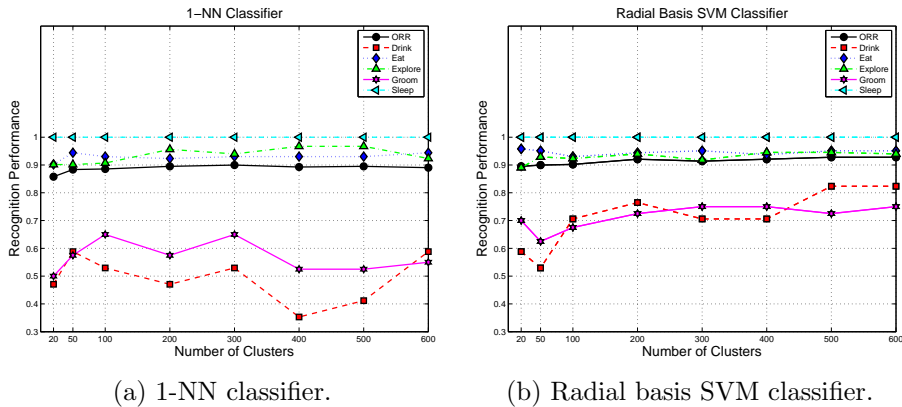 1−NN Classifier
ORR
Drink
Eat
Explore
Groom
Sleep
1
0.9
0.8
0.7
0.6
0.5
0.4
0.3
Recognition Performance
20 50 100 200 300 400 500 600
Number of Clusters
(a) 1-NN classifier.
Radial Basis SVM Classifier
ORR
Drink
Eat
Explore
Groom
Sleep
1
0.9
0.8
0.7
0.6
0.5
0.4
0.3
Recognition Performance
20 50 100 200 300 400 500 600
Number of Clusters
(b) Radial basis SVM classifier.